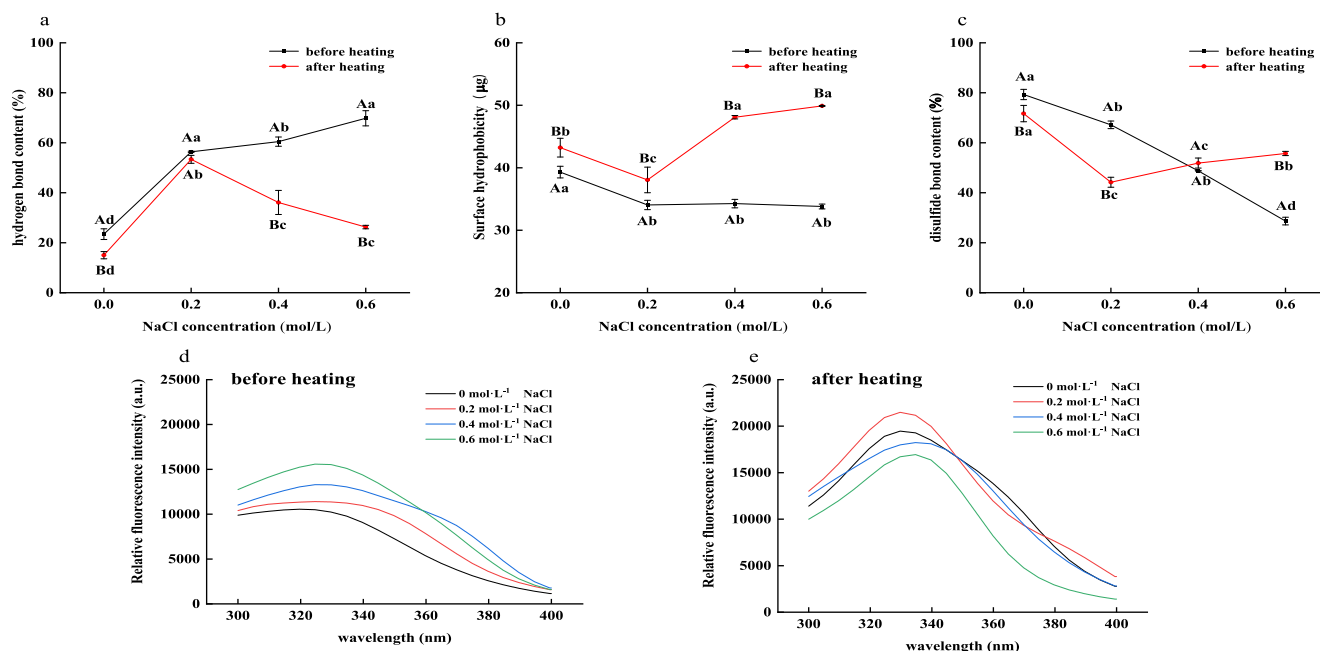 a
hydrogen bond content (%)
100
80
60
40
20
0
before heating
after heating
Ad
Aa
Ab
Aa
Bd
Ab
Bc
Bc
0.0 0.2 0.4 0.6
NaCl concentration (mol/L)
b
Surface hydrophobicity (μg)
60
50
40
30
20
before heating
after heating
Bb
Bc
Ba
Ba
Aa
Ab
Ab
Ab
0.0 0.2 0.4 0.6
NaCl concentration (mol/L)
c
disulfide bond content (%)
100
80
60
40
20
0
before heating
after heating
Aa
Ab
Ac
Ad
Ba
Bc
Ab
Bb
0.0 0.2 0.4 0.6
NaCl concentration (mol/L)
d
before heating
Relative fluorescence intensity (a.u.)
25000
20000
15000
10000
5000
0
0 mol·L⁻¹ NaCl
0.2 mol·L⁻¹ NaCl
0.4 mol·L⁻¹ NaCl
0.6 mol·L⁻¹ NaCl
300 320 340 360 380 400
wavelength (nm)
e
after heating
Relative fluorescence intensity (a.u.)
25000
20000
15000
10000
5000
0
0 mol·L⁻¹ NaCl
0.2 mol·L⁻¹ NaCl
0.4 mol·L⁻¹ NaCl
0.6 mol·L⁻¹ NaCl
300 320 340 360 380 400
wavelength (nm)